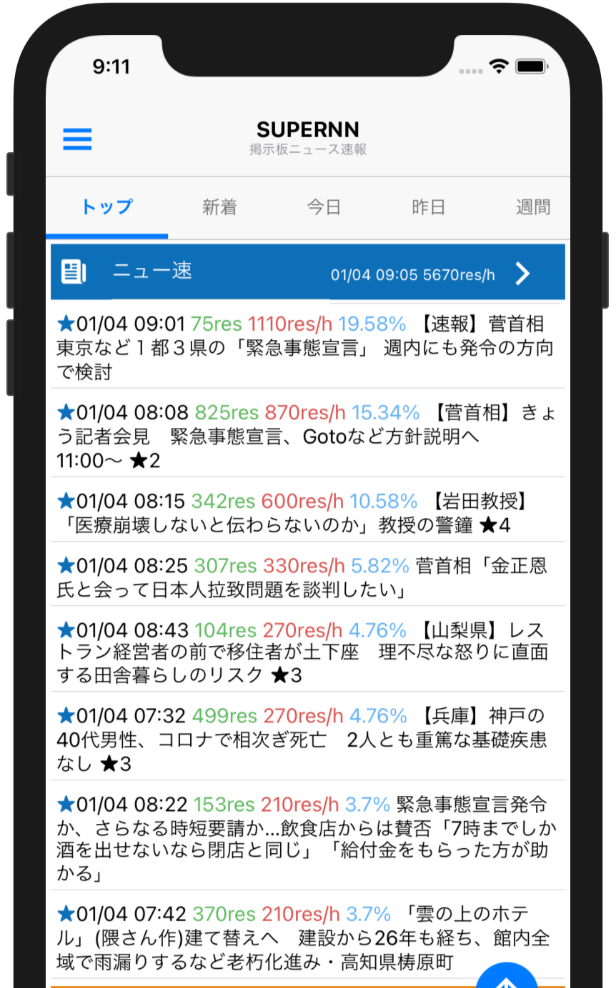 9:11
SUPERNN
掲示板ニュース速報
トップ 新着 今日 昨日 週間
ニュー速 01/04 09:05 5670res/h
★01/04 09:01 75res 1110res/h 19.58% 【速報】菅首相
東京など１都３県の「緊急事態宣言」 週内にも発令の方向
で検討
★01/04 08:08 825res 870res/h 15.34% 【菅首相】きょ
う記者会見　緊急事態宣言、Gotoなど方針説明へ
11:00〜 ★2
★01/04 08:15 342res 600res/h 10.58% 【岩田教授】
「医療崩壊しないと伝わらないのか」教授の警鐘 ★4
★01/04 08:25 307res 330res/h 5.82% 菅首相「金正恩
氏と会って日本人拉致問題を談判したい」
★01/04 08:43 104res 270res/h 4.76% 【山梨県】レス
トラン経営者の前で移住者が土下座　理不尽な怒りに直面
する田舎暮らしのリスク ★3
★01/04 07:32 499res 270res/h 4.76% 【兵庫】神戸の
40代男性、コロナで相次ぎ死亡　2人とも重篤な基礎疾患
なし ★3
★01/04 08:22 153res 210res/h 3.7% 緊急事態宣言発令
か、さらなる時短要請か…飲食店からは賛否「7時までしか
酒を出せないなら閉店と同じ」「給付金をもらった方が助
かる」
★01/04 07:42 370res 210res/h 3.7% 「雲の上のホテ
ル」(隈さん作)建て替えへ　建設から26年も経ち、館内全
域で雨漏りするなど老朽化進み・高知県梼原町